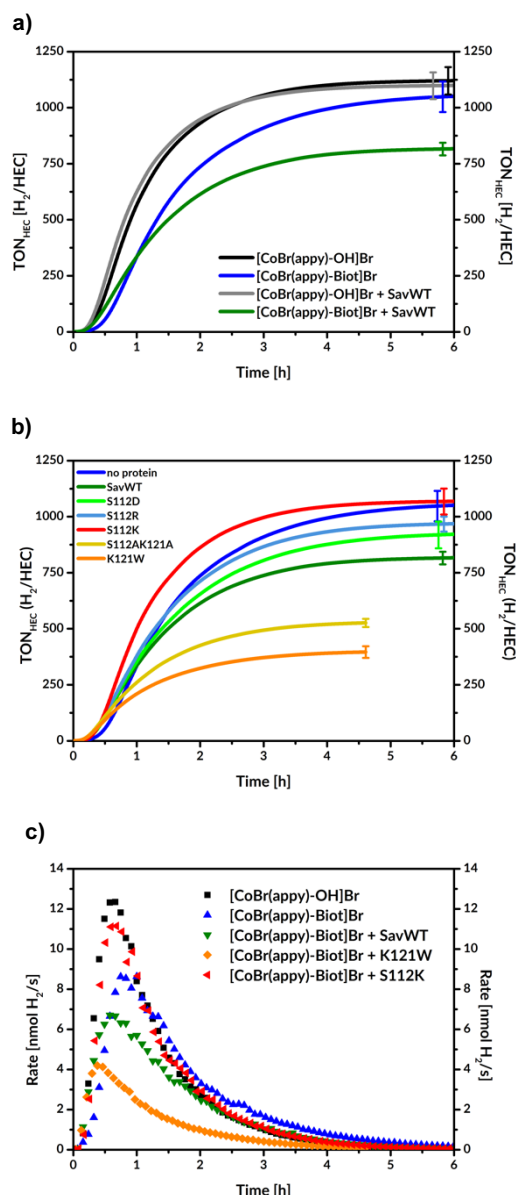 a)
1250
1000
750
500
250
0
TON_HEC [H₂/HEC]
1250
1000
750
500
250
0
TON_HEC [H₂/HEC]
[CoBr(appy)-OH]Br
[CoBr(appy)-Biot]Br
[CoBr(appy)-OH]Br + SavWT
[CoBr(appy)-Biot]Br + SavWT
0 1 2 3 4 5 6
Time [h]
b)
1250
1000
750
500
250
0
TON_HEC (H₂/HEC)
1250
1000
750
500
250
0
TON_HEC (H₂/HEC)
no protein
SavWT
S112D
S112R
S112K
S112AK121A
K121W
0 1 2 3 4 5 6
Time [h]
c)
14
12
10
8
6
4
2
0
Rate [nmol H₂/s]
14
12
10
8
6
4
2
0
Rate [nmol H₂/s]
[CoBr(appy)-OH]Br
[CoBr(appy)-Biot]Br
[CoBr(appy)-Biot]Br + SavWT
[CoBr(appy)-Biot]Br + K121W
[CoBr(appy)-Biot]Br + S112K
0 1 2 3 4 5 6
Time [h]